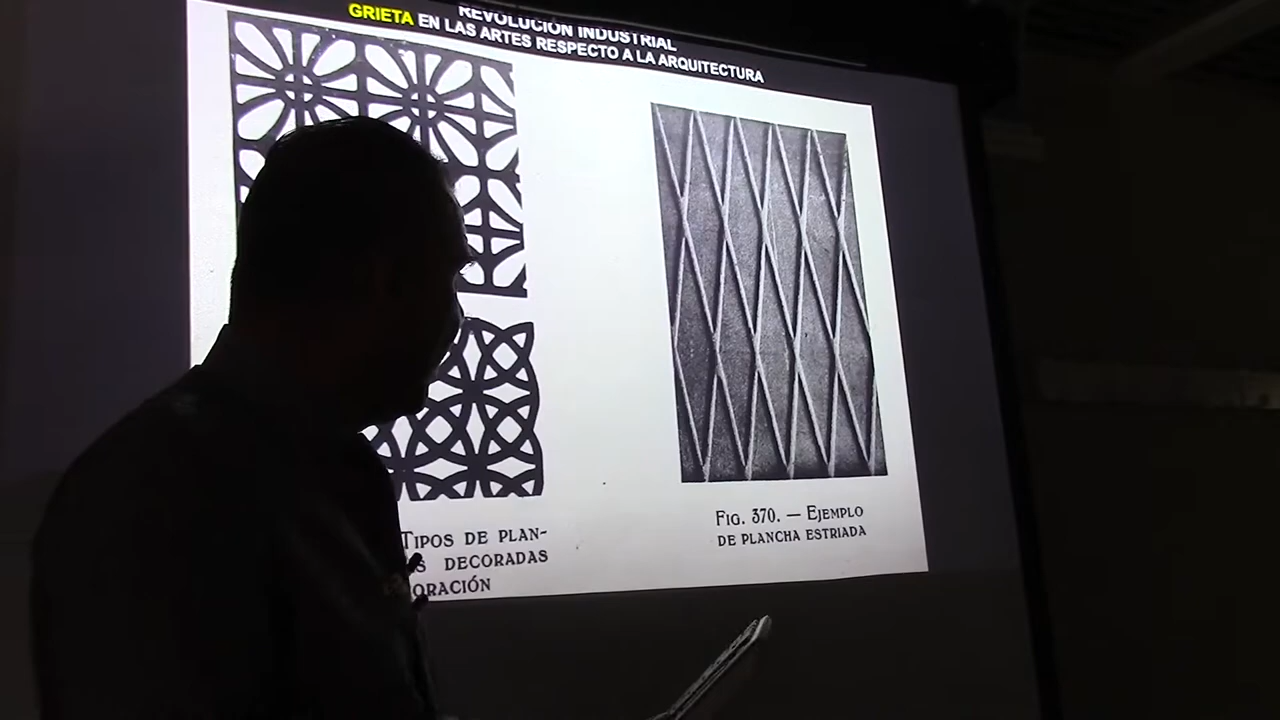 REVOLUCIÓN INDUSTRIAL
GRIETA EN LAS ARTES RESPECTO A LA ARQUITECTURA
TIPOS DE PLAN-
DECORADAS
ORACIÓN
FIG. 370. — EJEMPLO
DE PLANCHA ESTRIADA